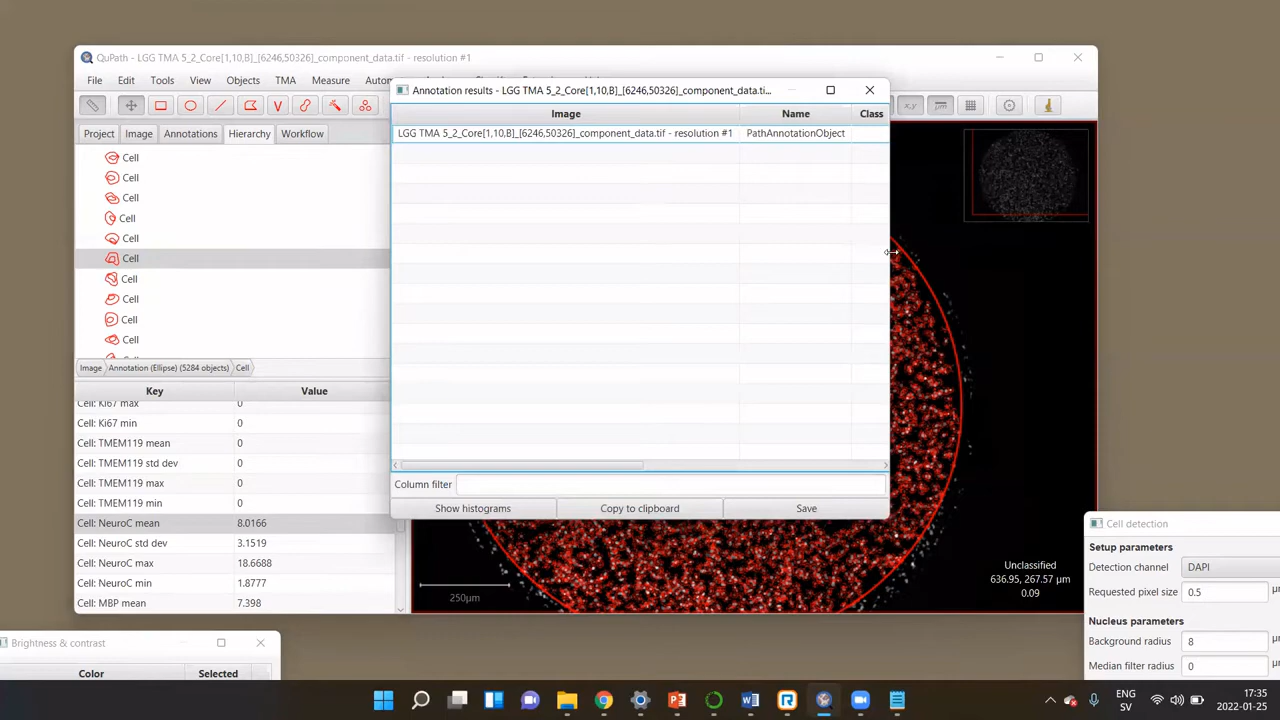 QuPath - LGG TMA 5_2_Core[1,10,B]_[6246,50326]_component_data.tif - resolution #1
File Edit Tools View Objects TMA Measure
Annotation results - LGG TMA 5_2_Core[1,10,B]_[6246,50326]_component_data.ti...
x,y µm
Image Name Class
Project Image Annotations Hierarchy Workflow
LGG TMA 5_2_Core[1,10,B]_[6246,50326]_component_data.tif - resolution #1 PathAnnotationObject
Cell
Cell
Cell
Cell
Cell
Cell
Cell
Cell
Cell
Cell
Image Annotation (Ellipse) (5284 objects) Cell
Key Value
Cell: Ki67 max 0
Cell: Ki67 min 0
Cell: TMEM119 mean 0
Cell: TMEM119 std dev 0
Cell: TMEM119 max 0
Cell: TMEM119 min 0
Cell: NeuroC mean 8.0166
Cell: NeuroC std dev 3.1519
Cell: NeuroC max 18.6688
Cell: NeuroC min 1.8777
Cell: MBP mean 7.398
Column filter
Show histograms Copy to clipboard Save
250µm
Unclassified
636.95, 267.57 µm
0.09
Cell detection
Setup parameters
Detection channel DAPI
Requested pixel size 0.5
Nucleus parameters
Background radius 8
Median filter radius 0
Brightness & contrast
Color Selected
ENG
SV
17:35
2022-01-25